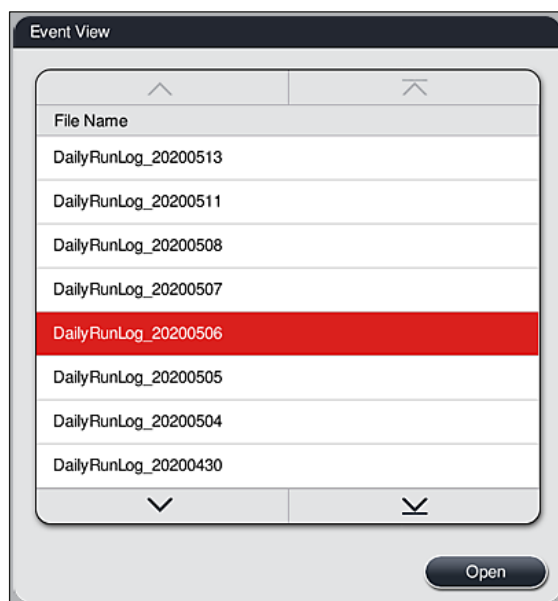 Event View
File Name
DailyRunLog_20200513
DailyRunLog_20200511
DailyRunLog_20200508
DailyRunLog_20200507
DailyRunLog_20200506
DailyRunLog_20200505
DailyRunLog_20200504
DailyRunLog_20200430
Open